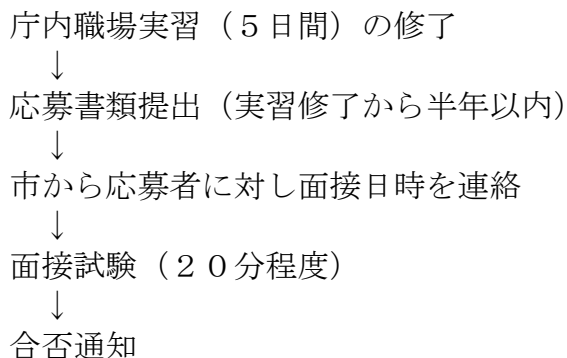 庁内職場実習（５日間）の修了
↓
応募書類提出（実習修了から半年以内）
↓
市から応募者に対し面接日時を連絡
↓
面接試験（２０分程度）
↓
合否通知